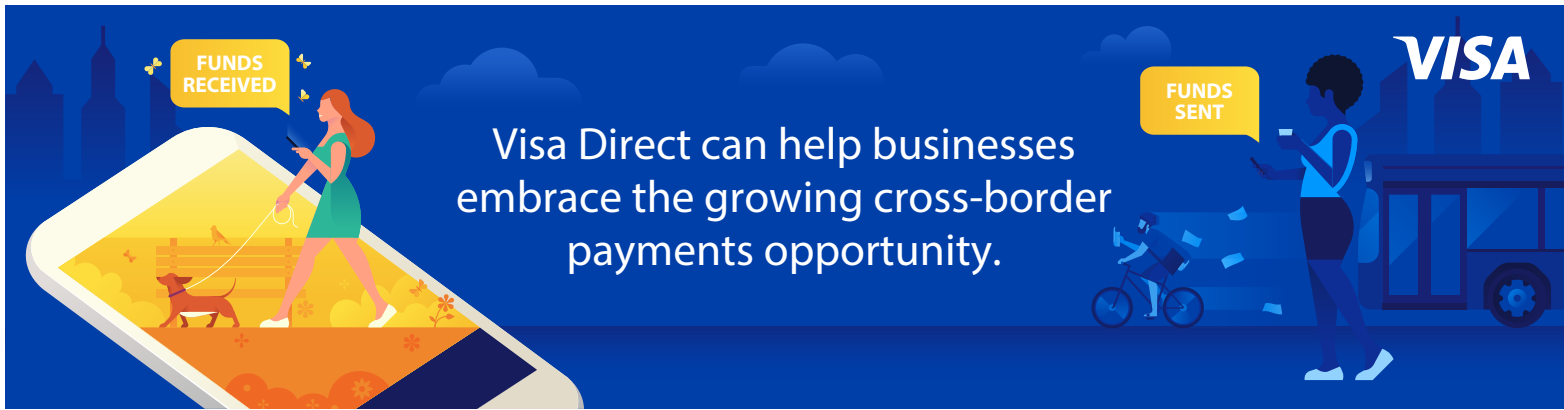 FUNDS
RECEIVED
Visa Direct can help businesses
embrace the growing cross-border
payments opportunity.
FUNDS
SENT
VISA